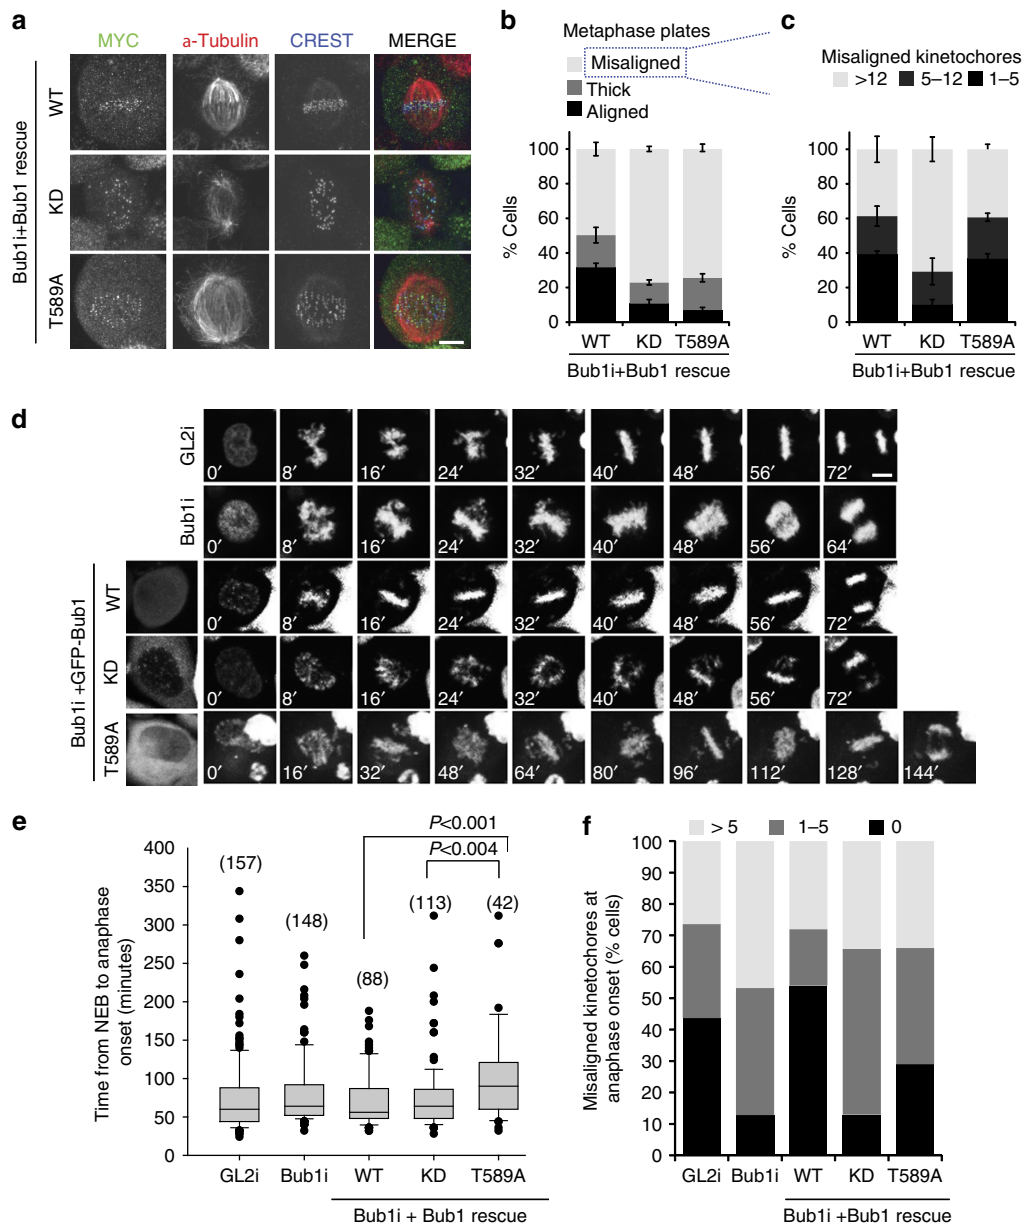 a
MYC
a-Tubulin
CREST
MERGE
Bub1i+Bub1 rescue
WT
KD
T589A
b
Metaphase plates
Misaligned
Thick
Aligned
% Cells
100
80
60
40
20
0
WT KD T589A
Bub1i+Bub1 rescue
c
Misaligned kinetochores
>12 5–12 1–5
% Cells
100
80
60
40
20
0
WT KD T589A
Bub1i+Bub1 rescue
d
GL2i
0′ 8′ 16′ 24′ 32′ 40′ 48′ 56′ 72′
Bub1i
0′ 8′ 16′ 24′ 32′ 40′ 48′ 56′ 64′
Bub1i +GFP-Bub1
WT
0′ 8′ 16′ 24′ 32′ 40′ 48′ 56′ 72′
KD
0′ 8′ 16′ 24′ 32′ 40′ 48′ 56′ 72′
T589A
0′ 16′ 32′ 48′ 64′ 80′ 96′ 112′ 128′ 144′
e
Time from NEB to anaphase
onset (minutes)
400
350
300
250
200
150
100
50
0
(157)
(148)
(88)
(113)
(42)
P<0.001
P<0.004
GL2i Bub1i WT KD T589A
Bub1i + Bub1 rescue
f
> 5 1–5 0
Misaligned kinetochores at
anaphase onset (% cells)
100
90
80
70
60
50
40
30
20
10
0
GL2i Bub1i WT KD T589A
Bub1i +Bub1 rescue